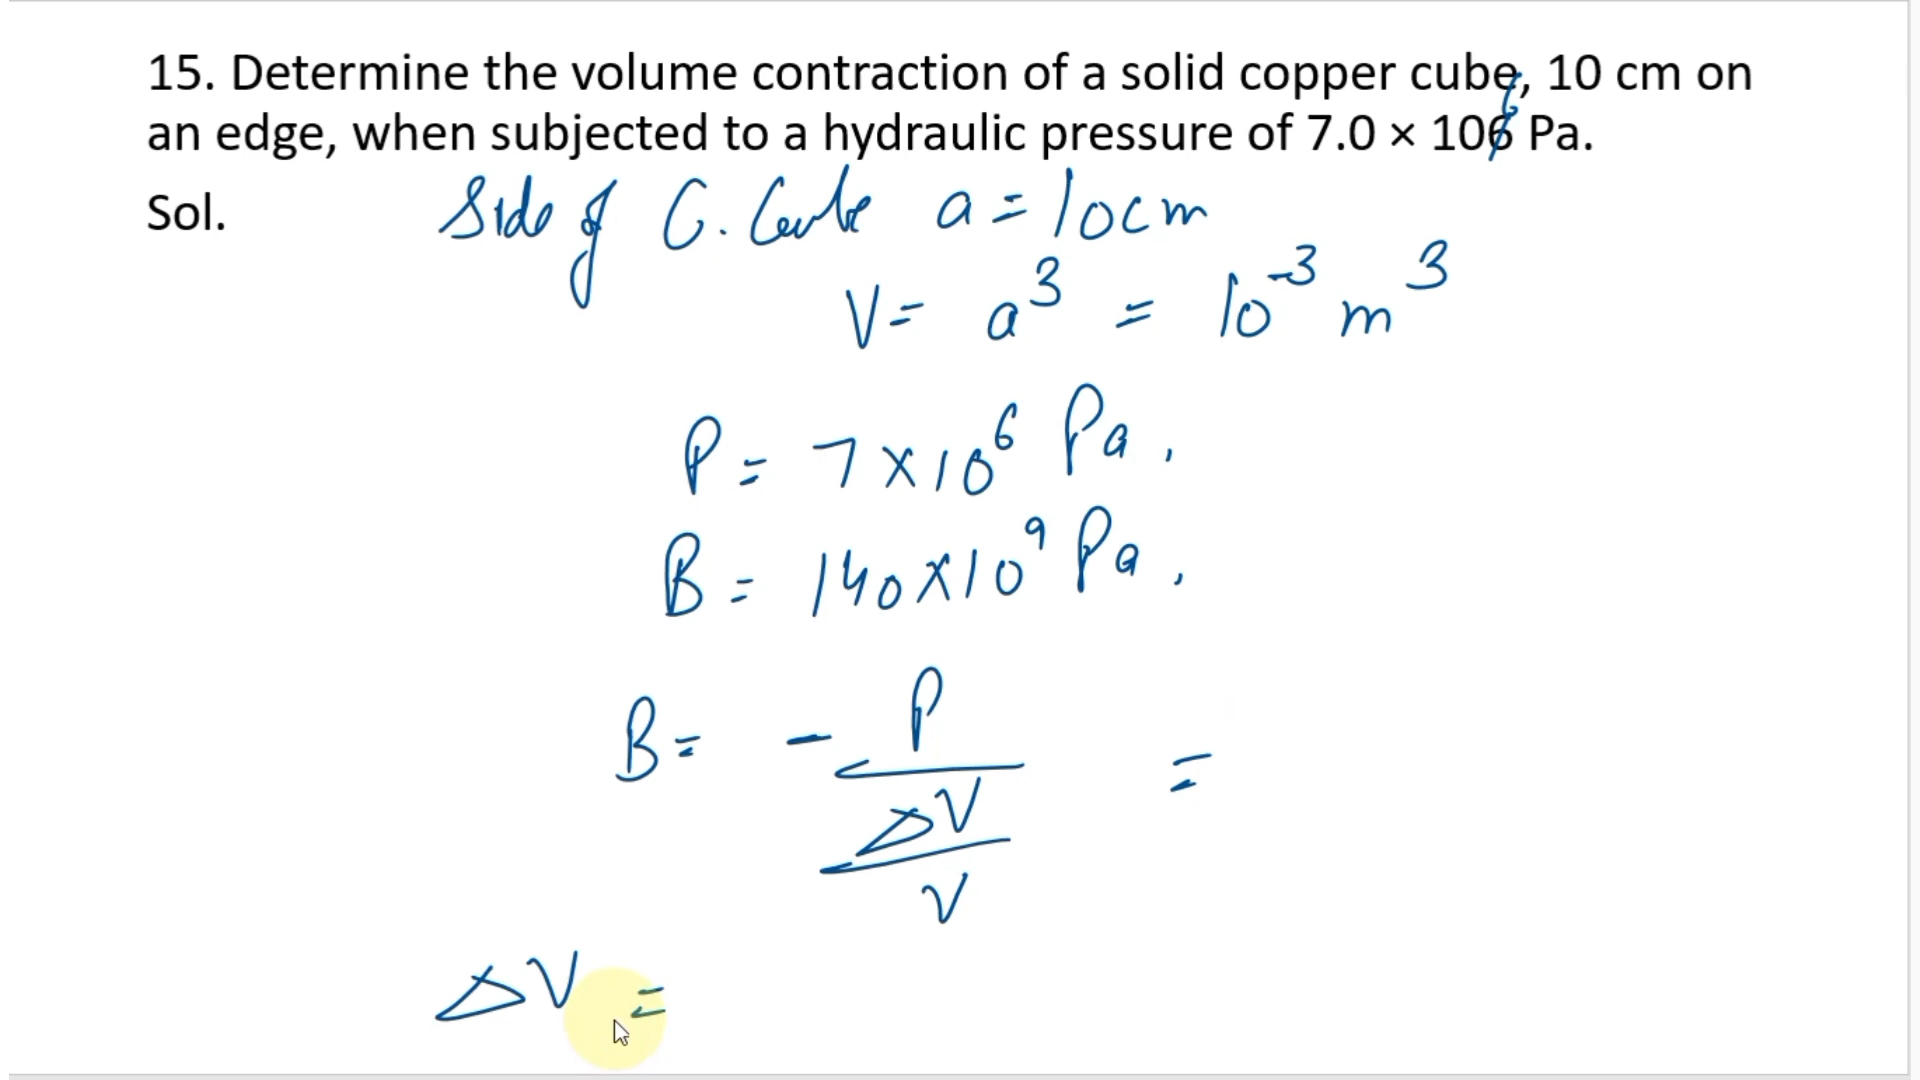 15. Determine the volume contraction of a solid copper cube, 10 cm on
an edge, when subjected to a hydraulic pressure of 7.0 × 106 Pa.
6
Sol.
Side of C. Cube a = 10cm
V = a³ = 10⁻³ m³
P = 7 × 10⁶ Pa.
B = 140 × 10⁹ Pa.
B = - P =
ΔV
V
ΔV =